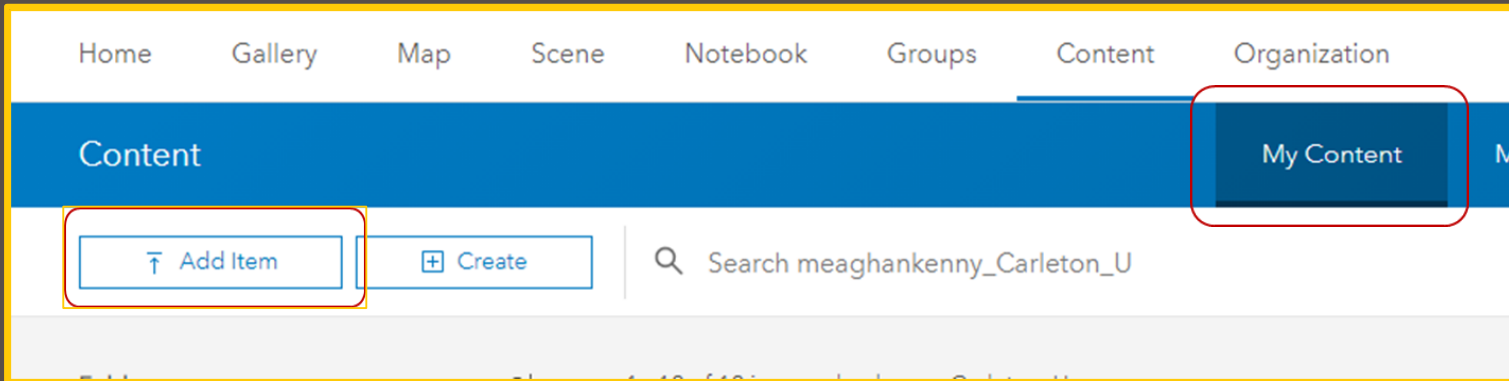 Home Gallery Map Scene Notebook Groups Content Organization
Content My Content M
Add Item Create Search meaghankenny_Carleton_U